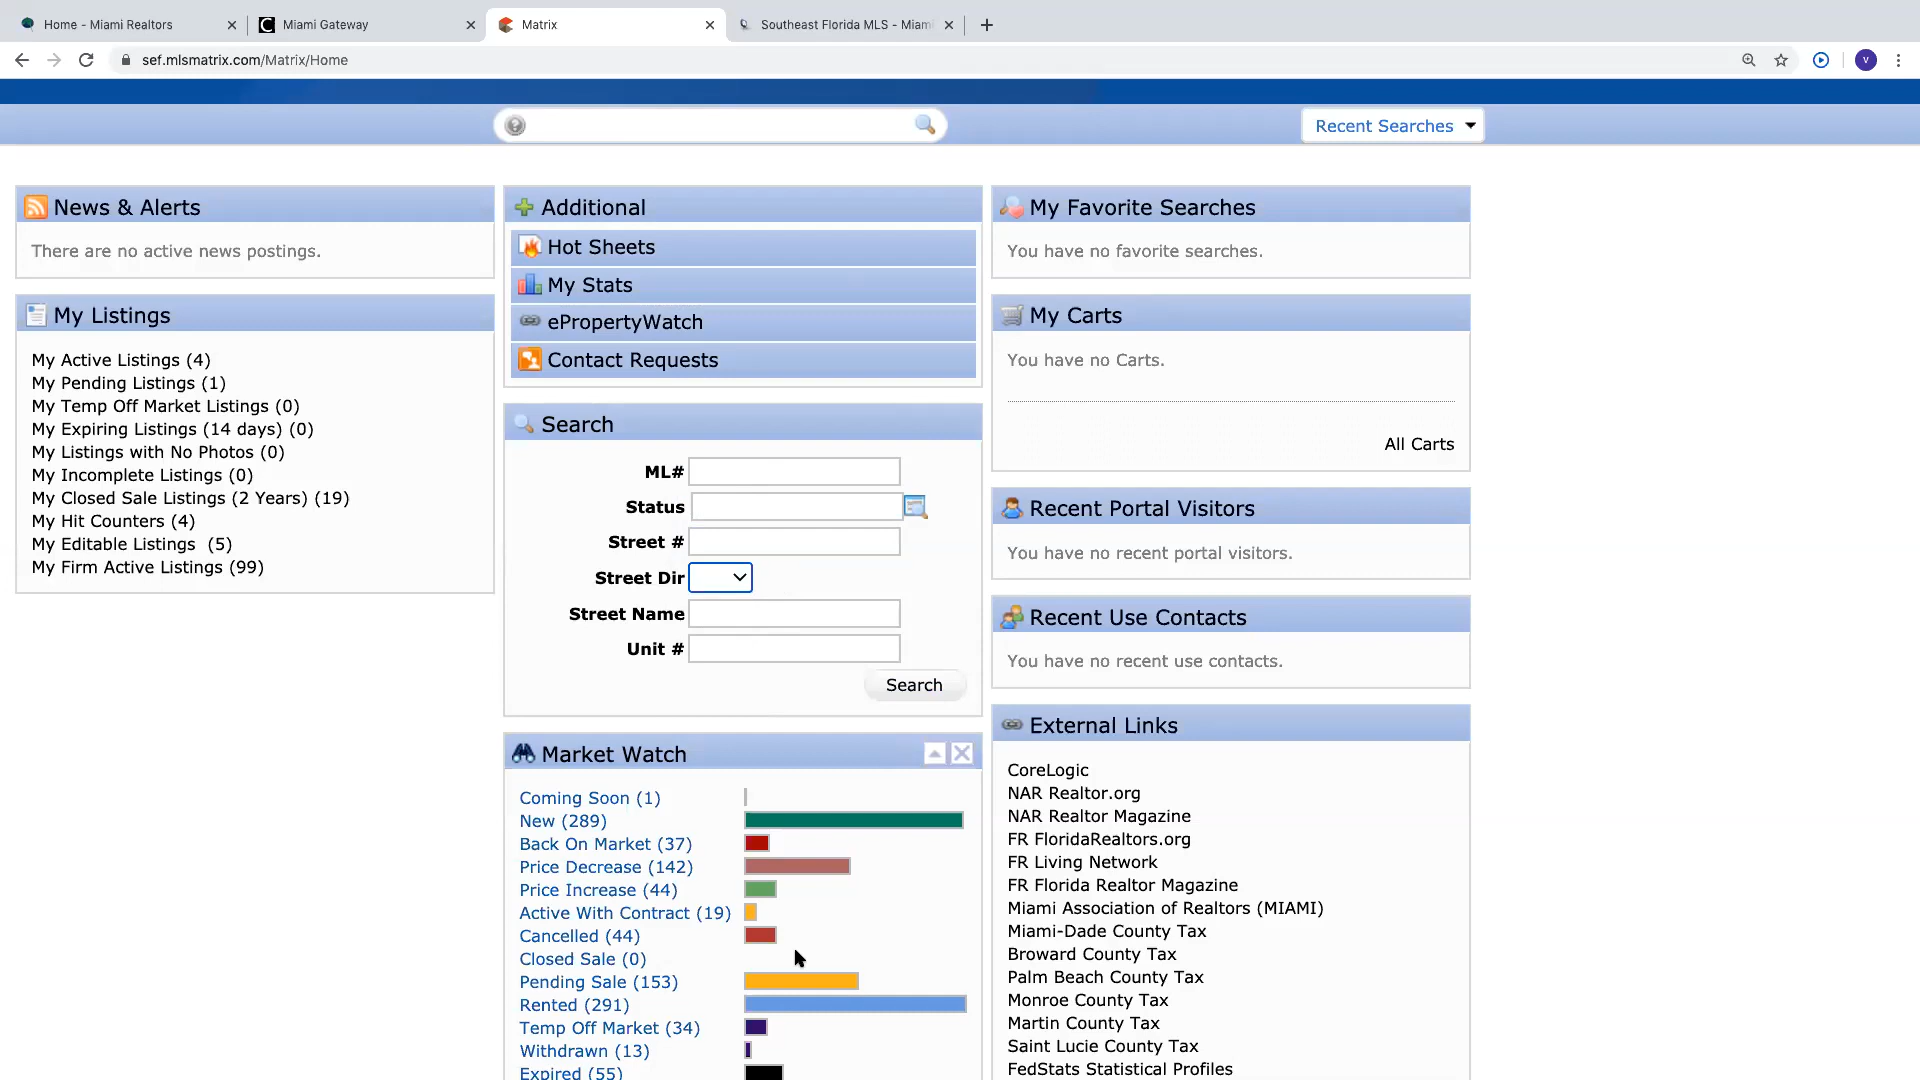 Home - Miami Realtors
Miami Gateway
Matrix
Southeast Florida MLS - Miam
sef.mlsmatrix.com/Matrix/Home
V
Recent Searches
News & Alerts
There are no active news postings.
My Listings
My Active Listings (4)
My Pending Listings (1)
My Temp Off Market Listings (0)
My Expiring Listings (14 days) (0)
My Listings with No Photos (0)
My Incomplete Listings (0)
My Closed Sale Listings (2 Years) (19)
My Hit Counters (4)
My Editable Listings (5)
My Firm Active Listings (99)
Additional
Hot Sheets
My Stats
ePropertyWatch
Contact Requests
Search
ML#
Status
Street #
Street Dir
Street Name
Unit #
Search
Market Watch
Coming Soon (1)
New (289)
Back On Market (37)
Price Decrease (142)
Price Increase (44)
Active With Contract (19)
Cancelled (44)
Closed Sale (0)
Pending Sale (153)
Rented (291)
Temp Off Market (34)
Withdrawn (13)
Expired (55)
My Favorite Searches
You have no favorite searches.
My Carts
You have no Carts.
All Carts
Recent Portal Visitors
You have no recent portal visitors.
Recent Use Contacts
You have no recent use contacts.
External Links
CoreLogic
NAR Realtor.org
NAR Realtor Magazine
FR FloridaRealtors.org
FR Living Network
FR Florida Realtor Magazine
Miami Association of Realtors (MIAMI)
Miami-Dade County Tax
Broward County Tax
Palm Beach County Tax
Monroe County Tax
Martin County Tax
Saint Lucie County Tax
FedStats Statistical Profiles